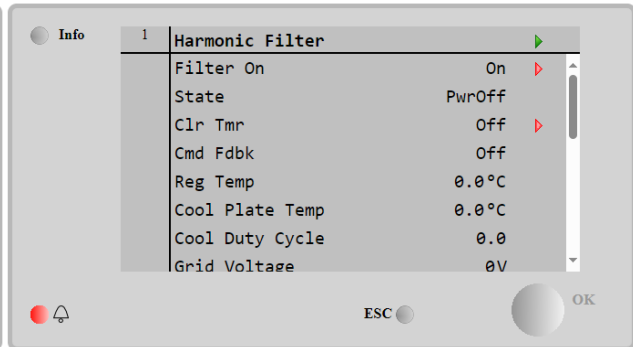 Info
1 Harmonic Filter
Filter On On
State PwrOff
Clr Tmr Off
Cmd Fdbk Off
Reg Temp 0.0°C
Cool Plate Temp 0.0°C
Cool Duty Cycle 0.0
Grid Voltage 0V
ESC OK